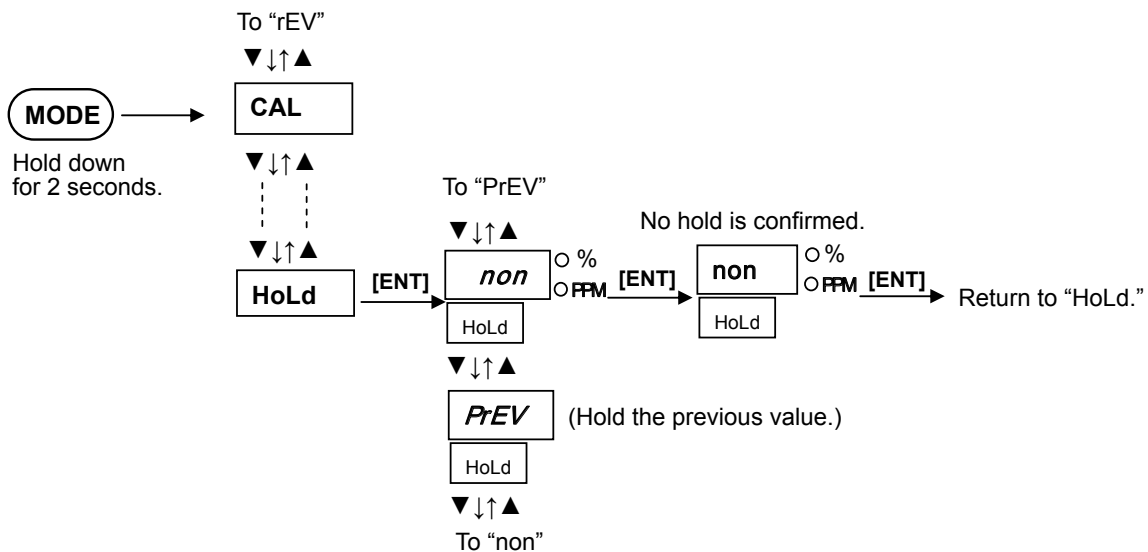 To “rEV”
▼↓↑▲
CAL
MODE
Hold down
for 2 seconds.
▼↓↑▲
▼↓↑▲
HoLd
[ENT]
To “PrEV”
▼↓↑▲
non
% 
PPM
HoLd
[ENT]
No hold is confirmed.
non
%
PPM
HoLd
[ENT]
Return to “HoLd.”
▼↓↑▲
PrEV
(Hold the previous value.)
HoLd
▼↓↑▲
To “non”